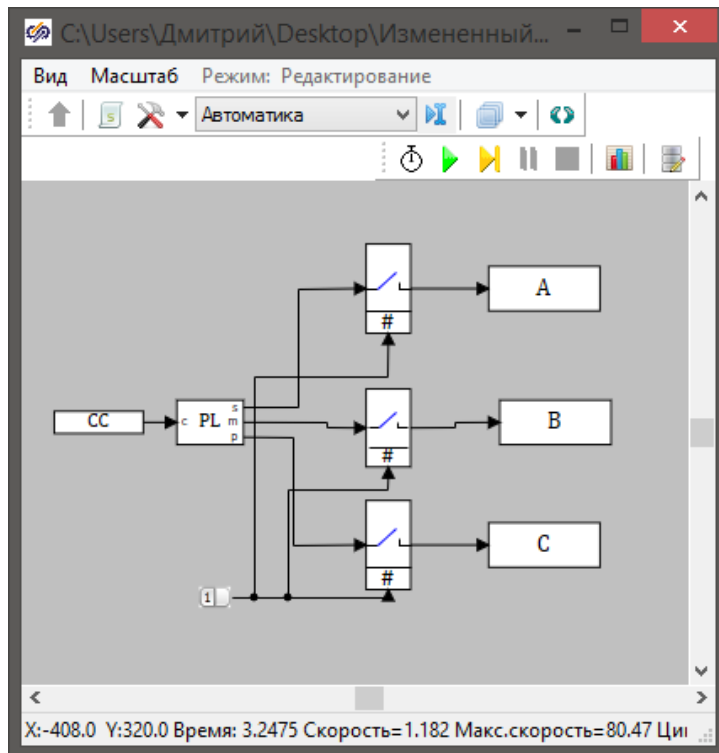 C:\Users\Дмитрий\Desktop\Измененный...
Вид Масштаб Режим: Редактирование
Автоматика
A
#
CC
c PL s m p
B
#
C
#
1
X:-408.0 Y:320.0 Время: 3.2475 Скорость=1.182 Макс.скорость=80.47 Ци